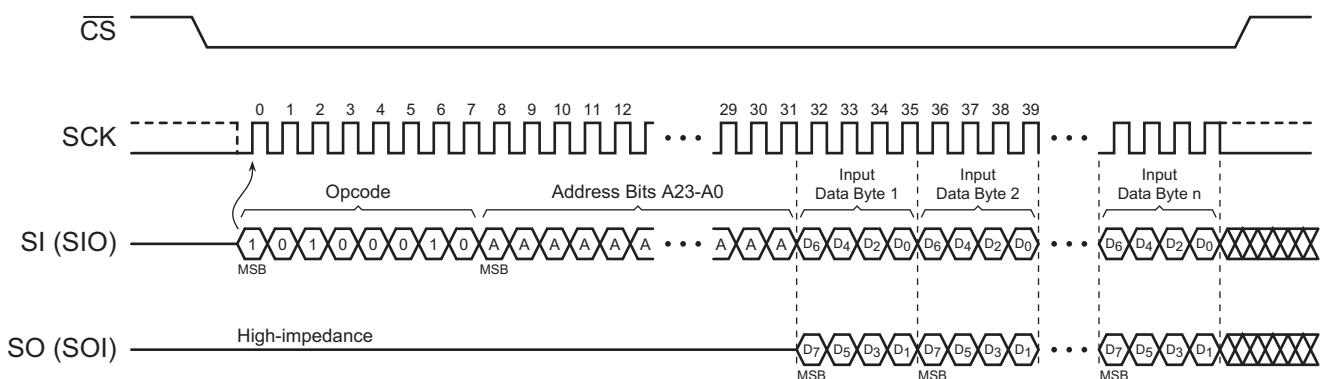 CS
0 1 2 3 4 5 6 7 8 9 10 11 12 29 30 31 32 33 34 35 36 37 38 39
SCK
Opcode
Address Bits A23-A0
Input
Data Byte 1
Input
Data Byte 2
Input
Data Byte n
SI (SIO)
1 0 1 0 0 0 1 0 A A A A A A A A A D6 D4 D2 D0 D6 D4 D2 D0 D6 D4 D2 D0
MSB MSB
High-impedance
SO (SOI)
D7 D5 D3 D1 D7 D5 D3 D1 D7 D5 D3 D1
MSB MSB MSB